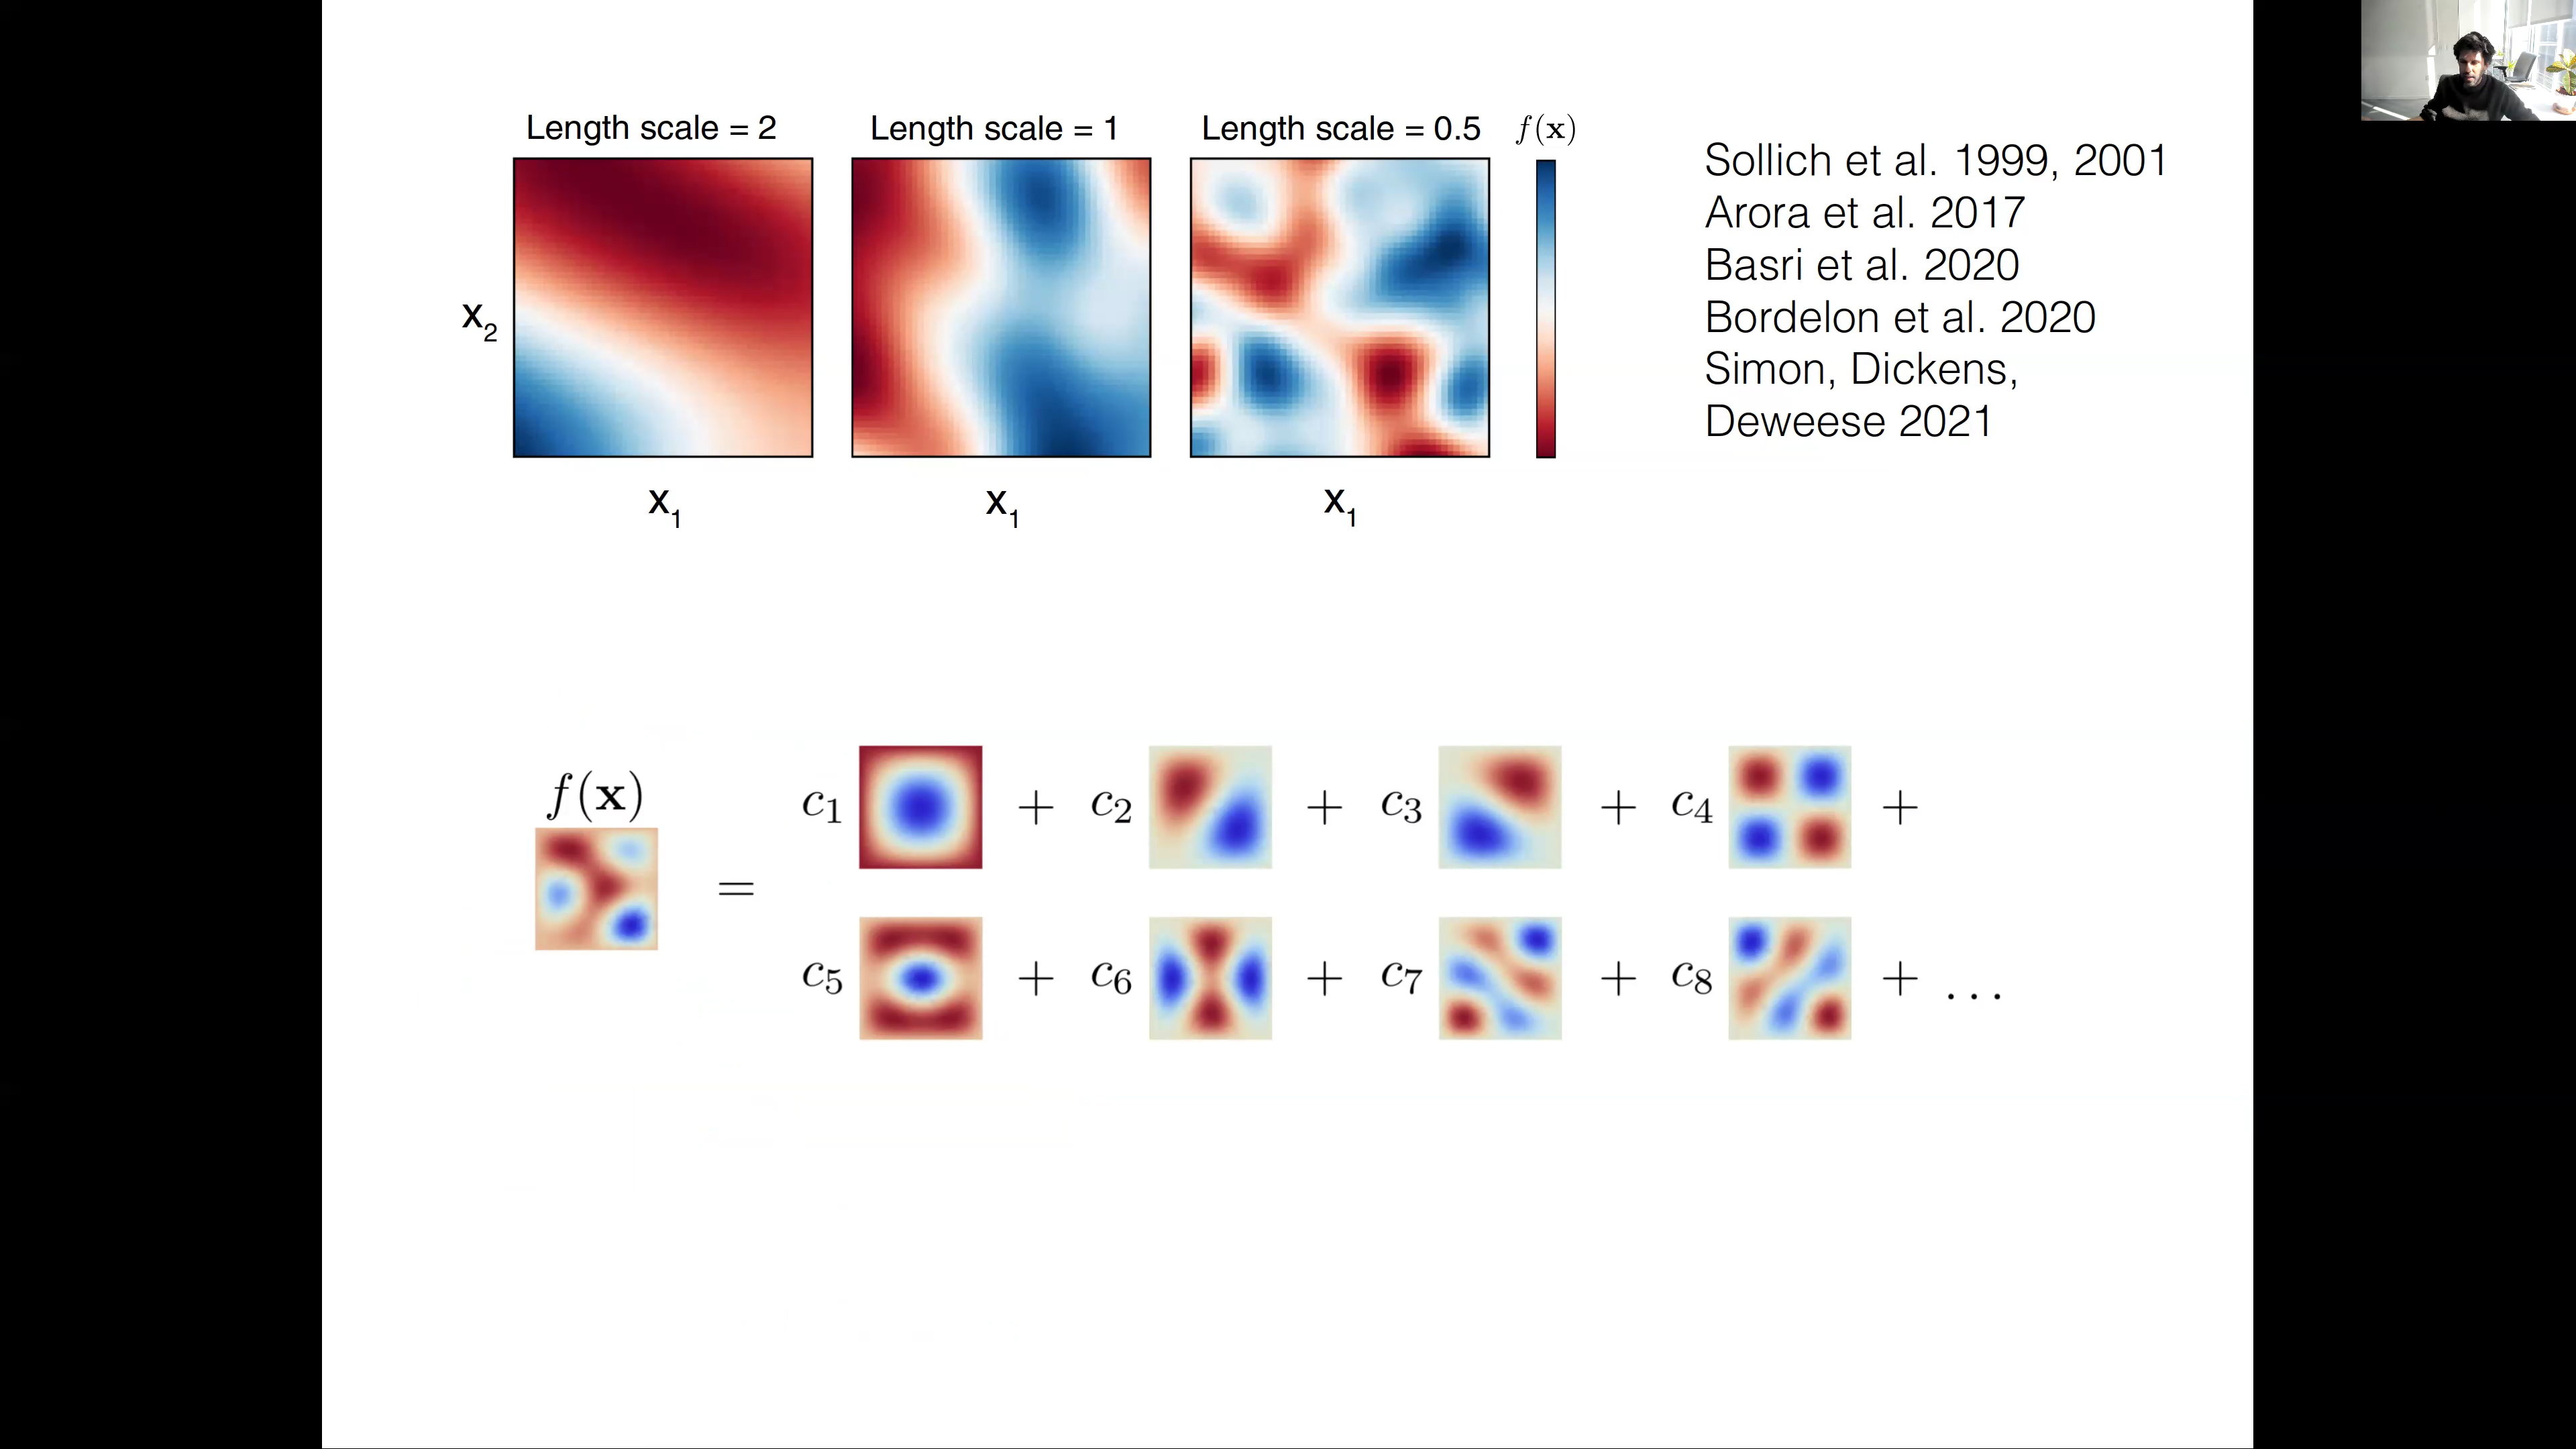 Length scale = 2
Length scale = 1
Length scale = 0.5
f(x)
x₂
x₁
x₁
x₁
Sollich et al. 1999, 2001
Arora et al. 2017
Basri et al. 2020
Bordelon et al. 2020
Simon, Dickens,
Deweese 2021
f(x)
=
c₁ + c₂ + c₃ + c₄ +
c₅ + c₆ + c₇ + c₈ + ...